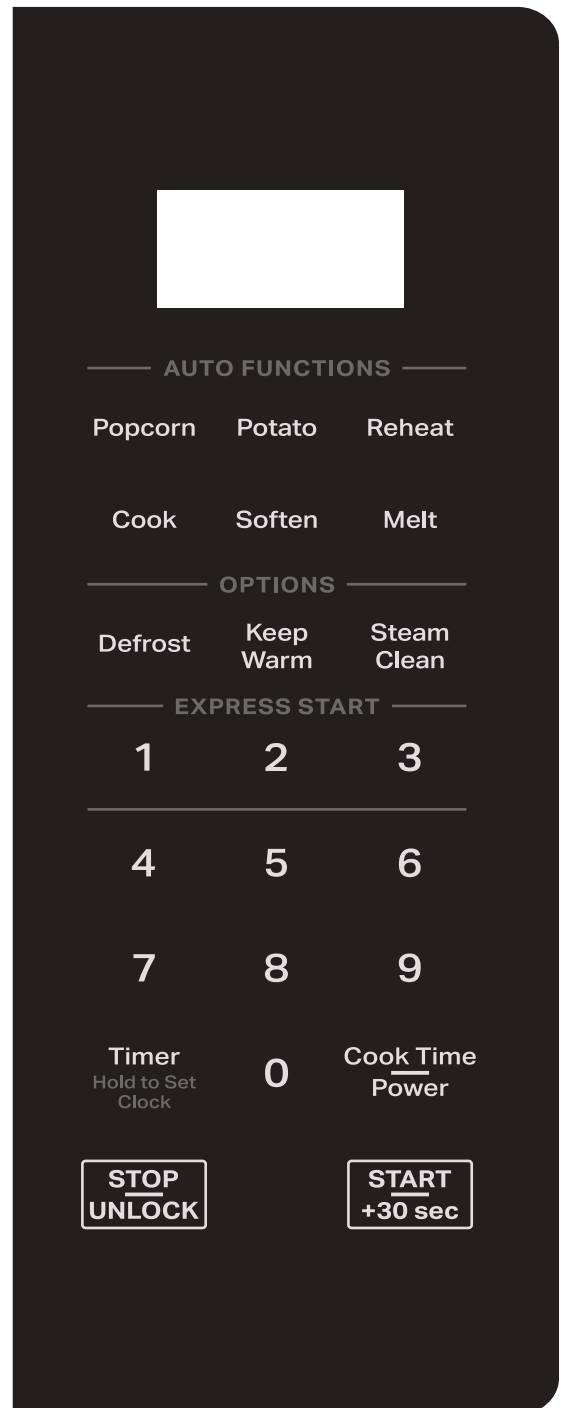 AUTO FUNCTIONS
Popcorn Potato Reheat
Cook Soften Melt
OPTIONS
Defrost
Keep
Warm
Steam
Clean
EXPRESS START
1 2 3
4 5 6
7 8 9
Timer
Hold to Set
Clock
0
Cook Time
Power
STOP
UNLOCK
START
+30 sec